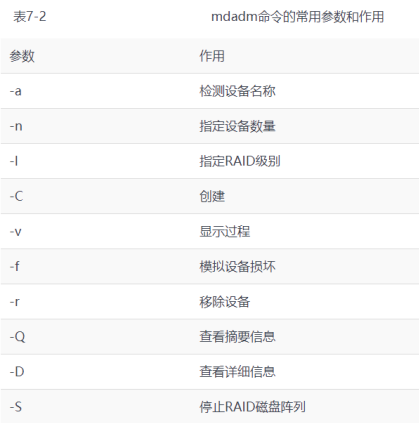 表7-2 mdadm命令的常用参数和作用
参数 作用
-a 检测设备名称
-n 指定设备数量
-l 指定RAID级别
-C 创建
-v 显示过程
-f 模拟设备损坏
-r 移除设备
-Q 查看摘要信息
-D 查看详细信息
-S 停止RAID磁盘阵列